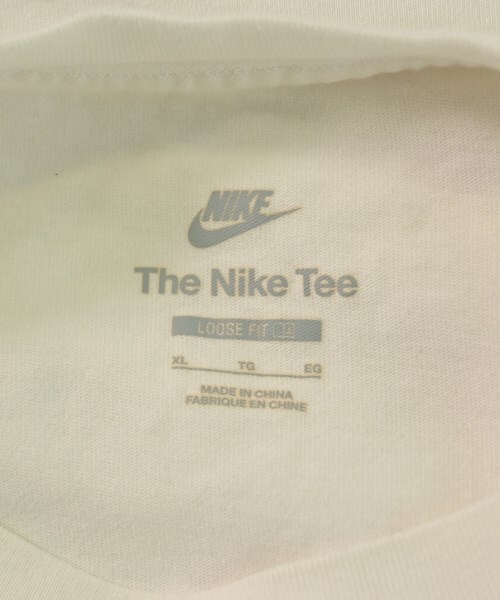 NIKE
The Nike Tee
LOOSE FIT
XL TG EG
MADE IN CHINA
FABRIQUE EN CHINE